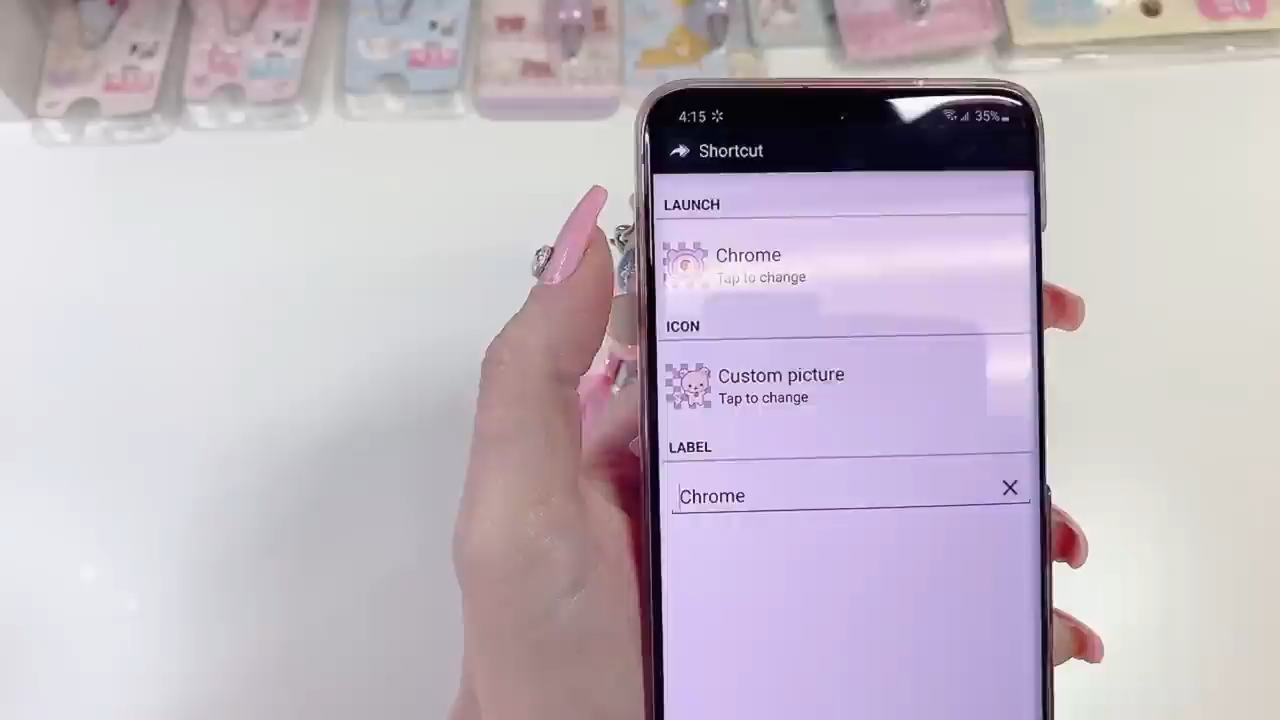 4:15
35%
Shortcut
LAUNCH
Chrome
Tap to change
ICON
Custom picture
Tap to change
LABEL
Chrome